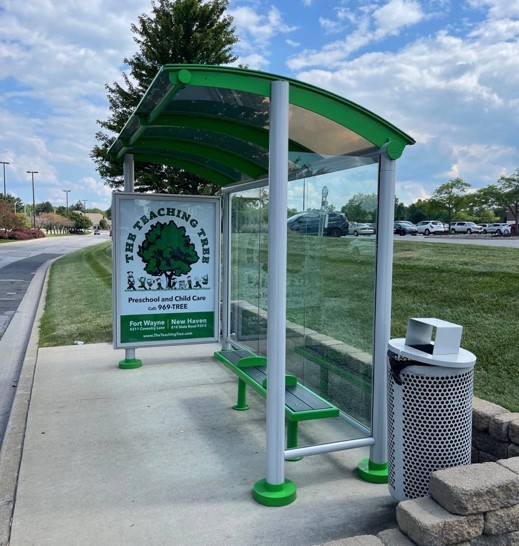 THE TEACHING TREE
Preschool and Child Care
Call: 969-TREE
Fort Wayne | New Haven
www.TheTeachingTree.com